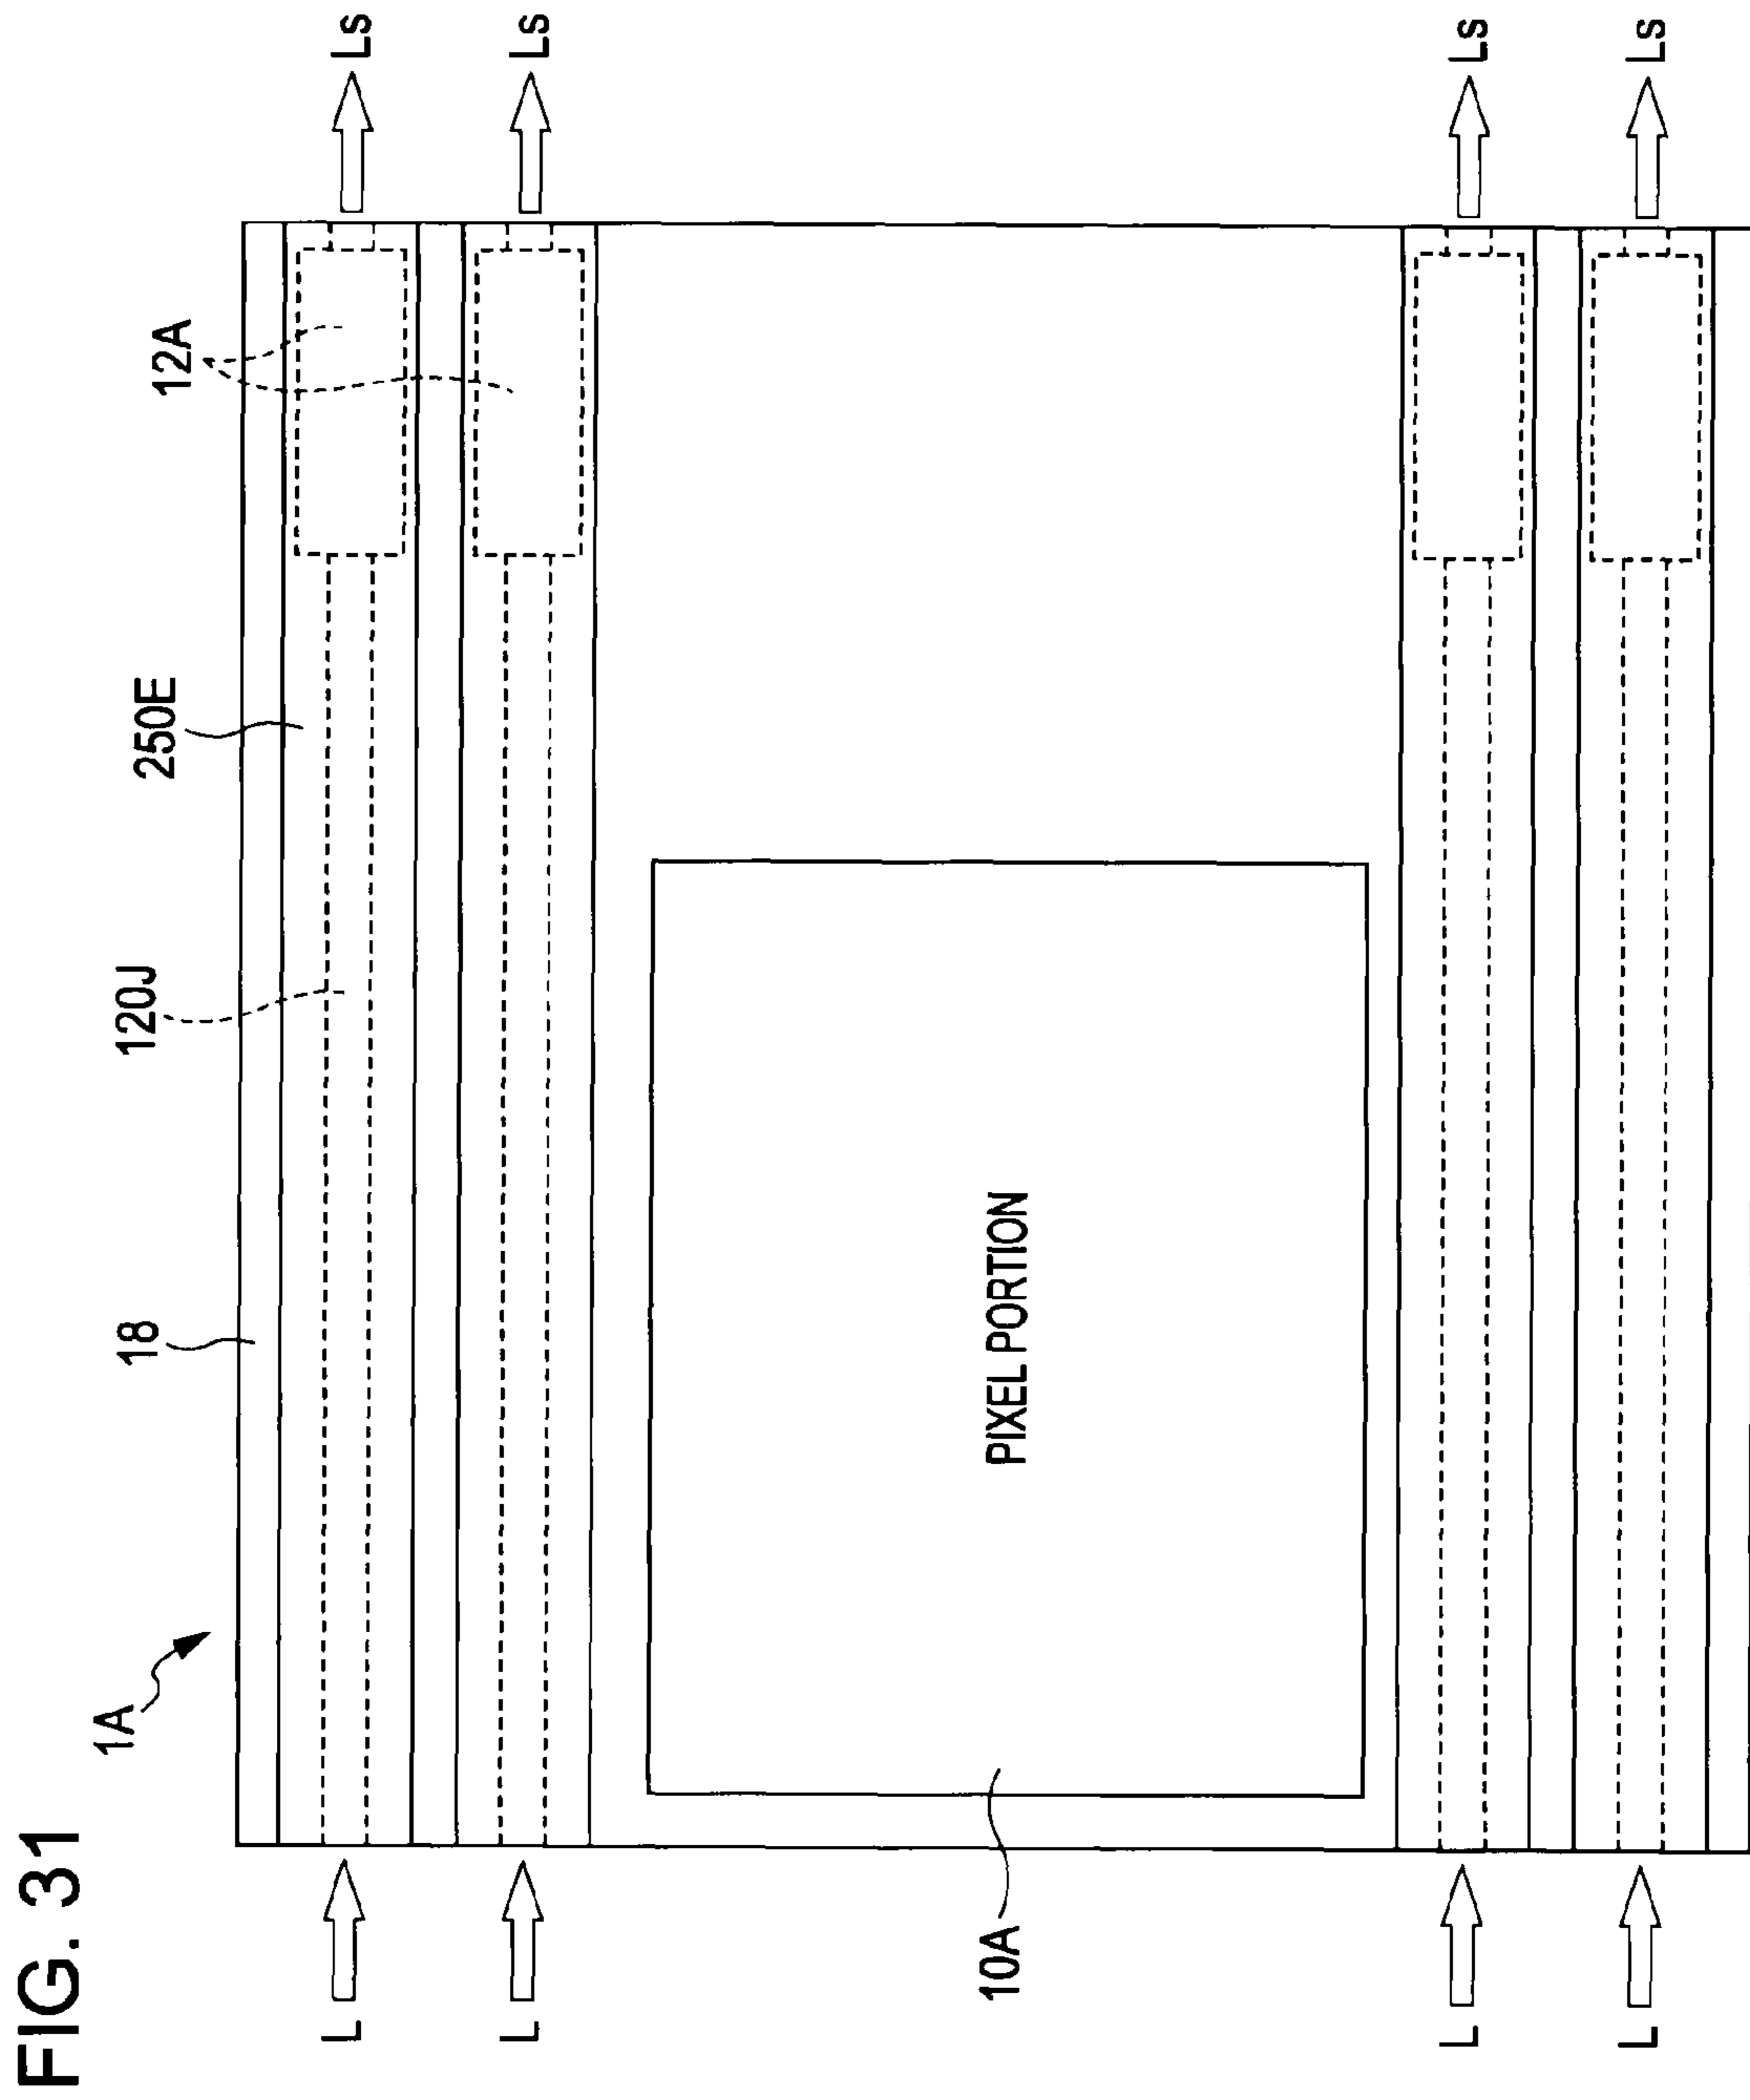 FIG. 31
1A
18
120J
250E
12A
L
Ls
L
Ls
10A
PIXEL PORTION
L
Ls
L
Ls